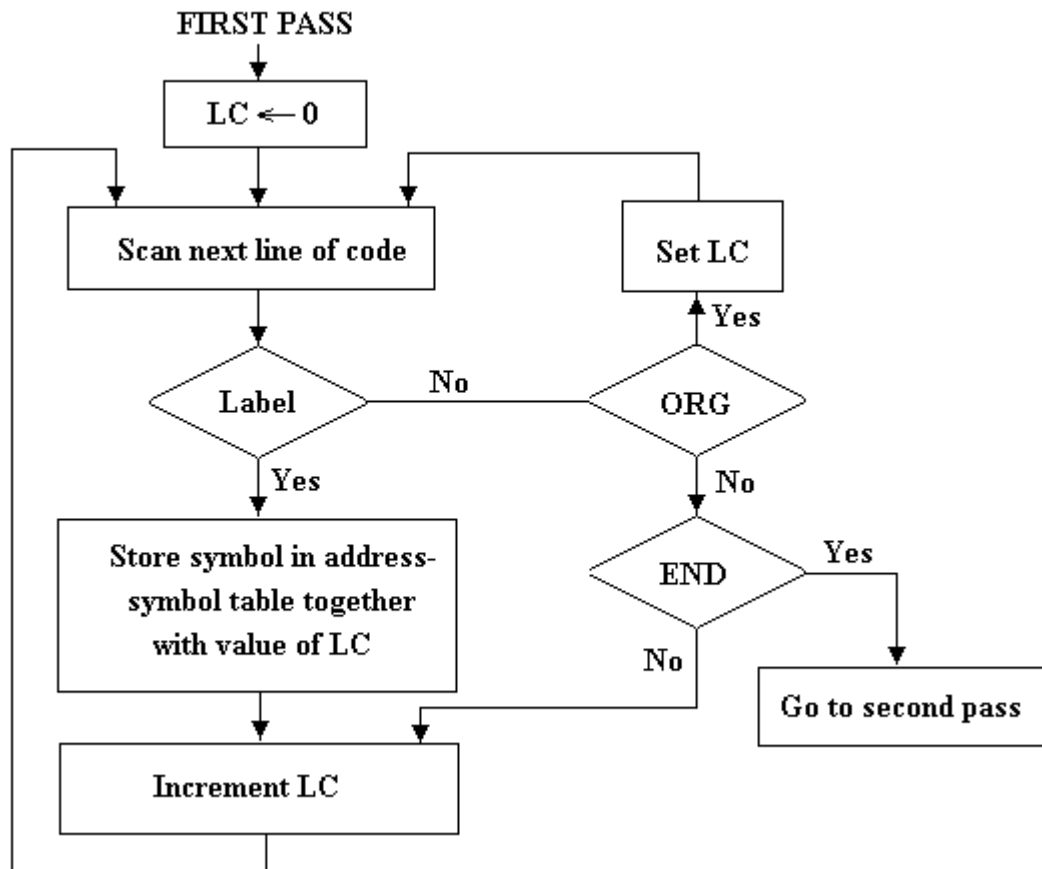 FIRST PASS
LC ← 0
Scan next line of code
Set LC
Yes
Label
No
ORG
Yes
No
Store symbol in address-
symbol table together
with value of LC
END
Yes
No
Go to second pass
Increment LC